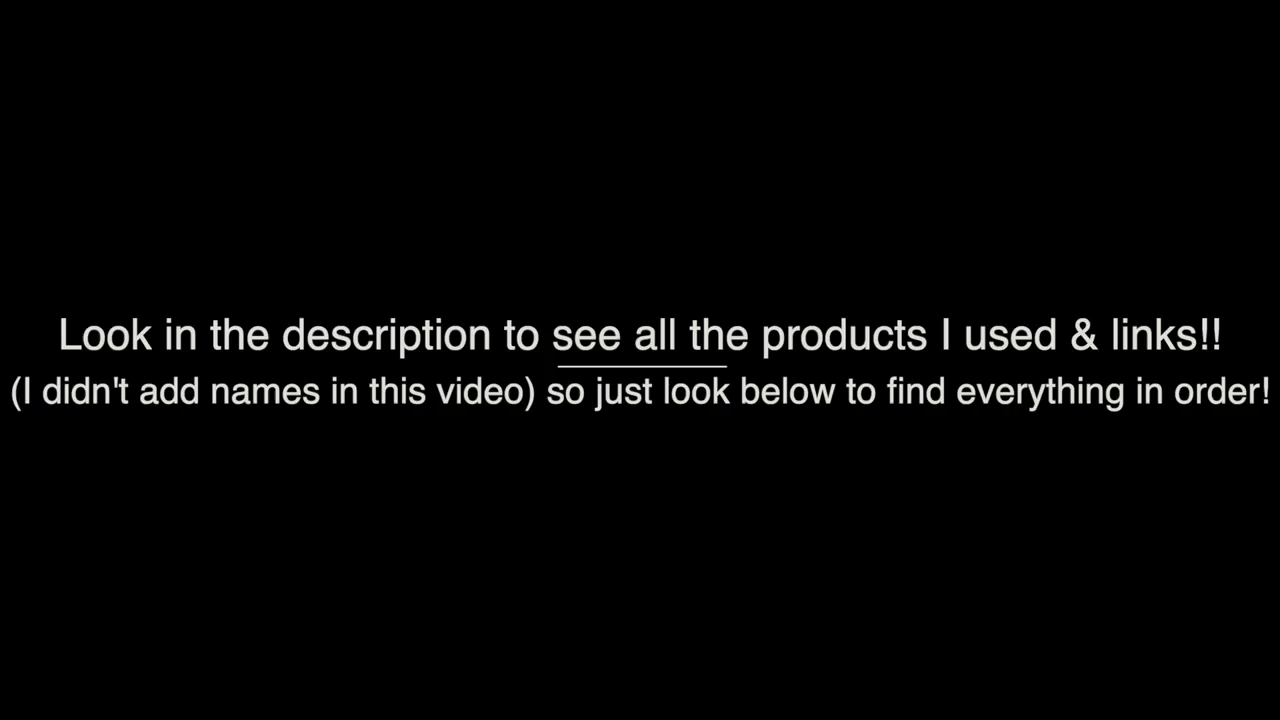 Look in the description to see all the products I used & links!!
(I didn't add names in this video) so just look below to find everything in order!